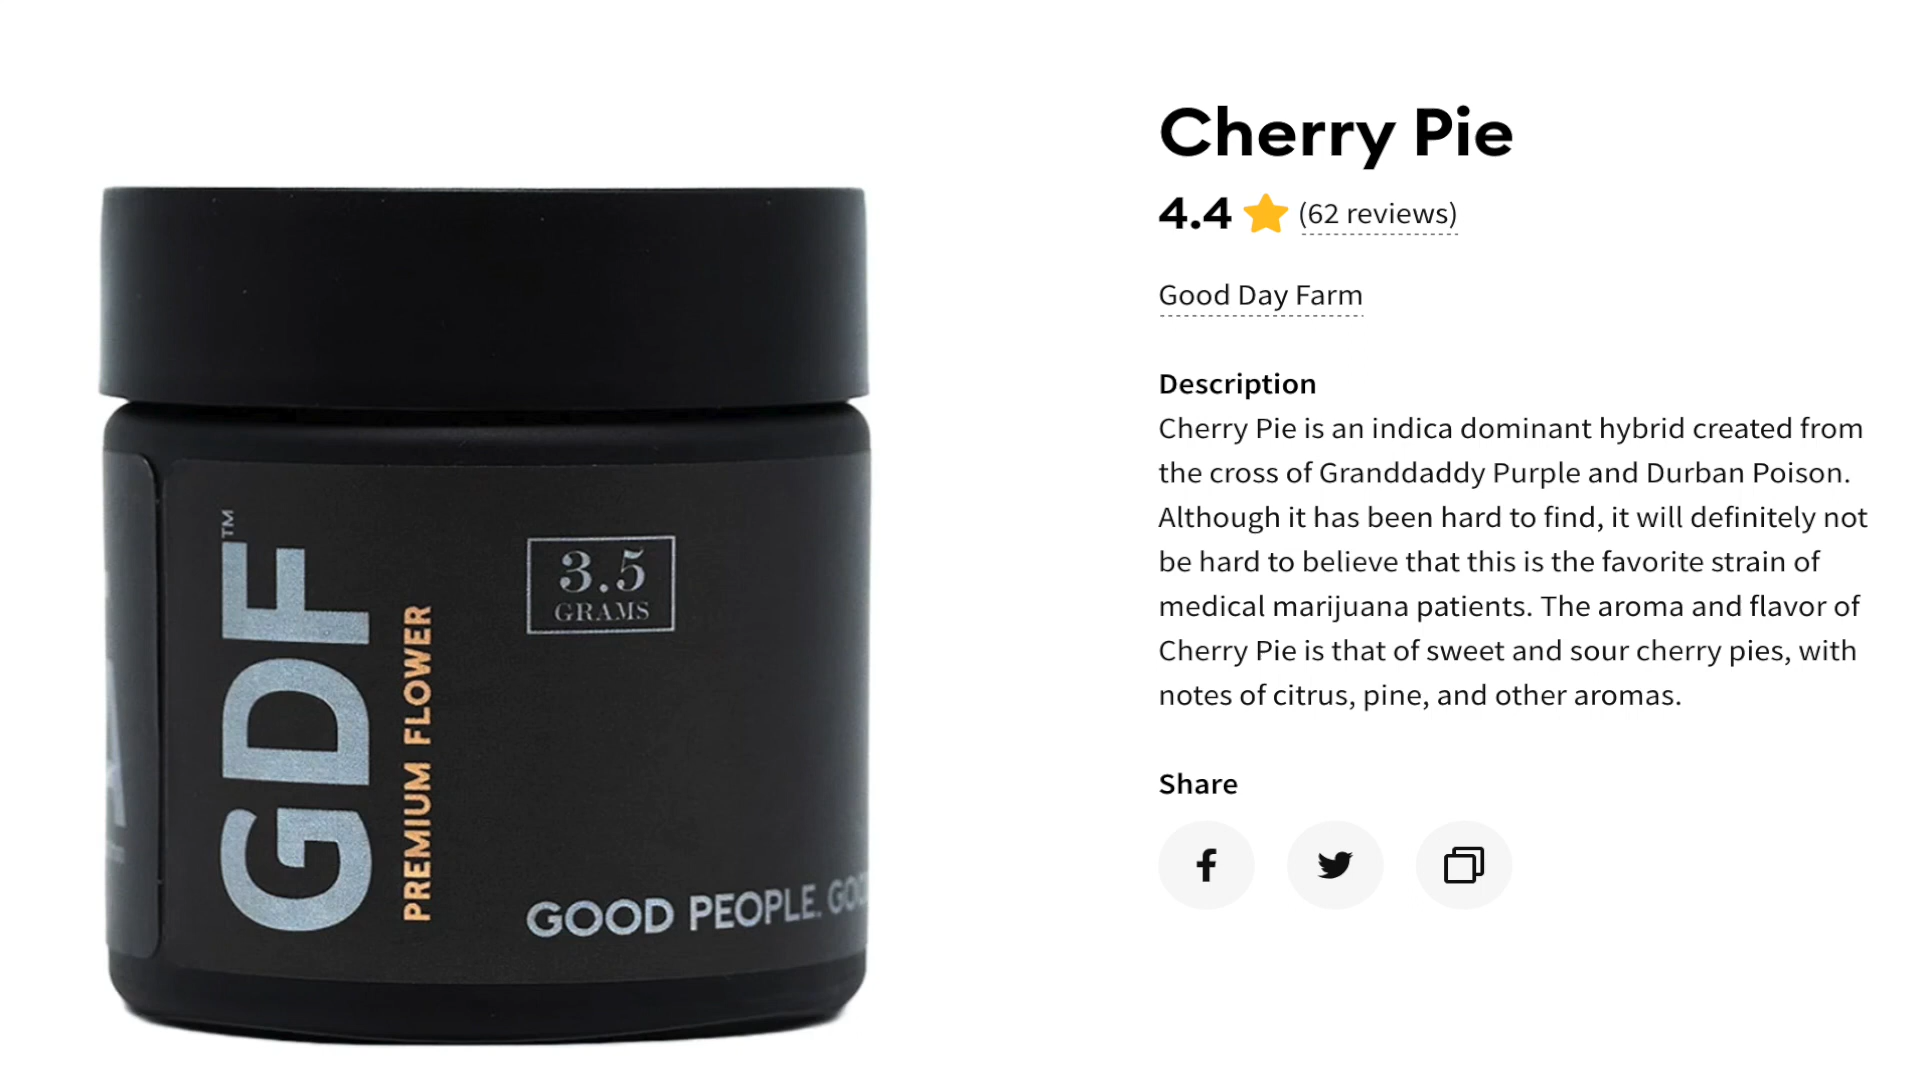 Cherry Pie
4.4 (62 reviews)
Good Day Farm
Description
Cherry Pie is an indica dominant hybrid created from
the cross of Granddaddy Purple and Durban Poison.
Although it has been hard to find, it will definitely not
be hard to believe that this is the favorite strain of
medical marijuana patients. The aroma and flavor of
Cherry Pie is that of sweet and sour cherry pies, with
notes of citrus, pine, and other aromas.
Share
GDF™
PREMIUM FLOWER
3.5
GRAMS
GOOD PEOPLE.